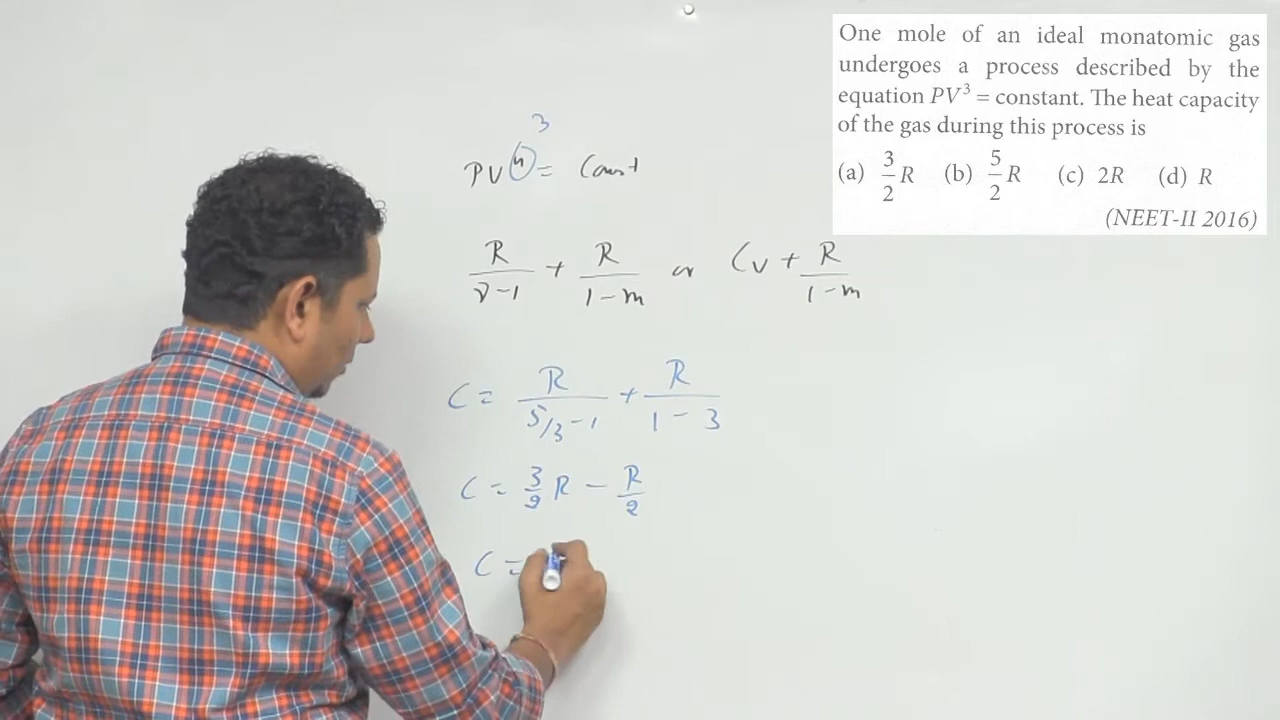 One mole of an ideal monatomic gas
undergoes a process described by the
equation PV³ = constant. The heat capacity
of the gas during this process is
(a) 3/2 R (b) 5/2 R (c) 2R (d) R
(NEET-II 2016)
3
PVⁿ = Const
R/γ-1 + R/1-m or Cv + R/1-m
C = R/5/3-1 + R/1-3
C = 3/2 R - R/2
C =